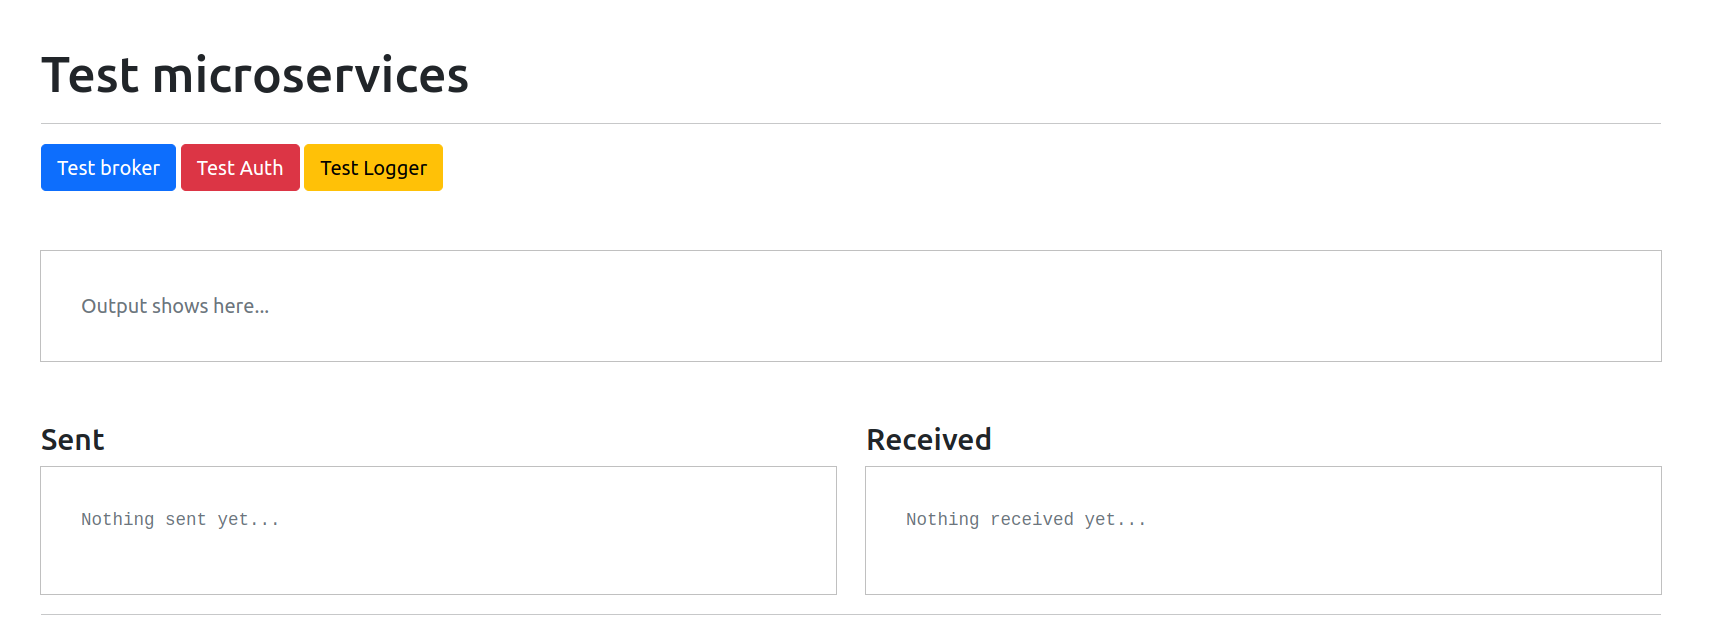 Test microservices
Test broker Test Auth Test Logger
Output shows here...
Sent
Nothing sent yet...
Received
Nothing received yet...